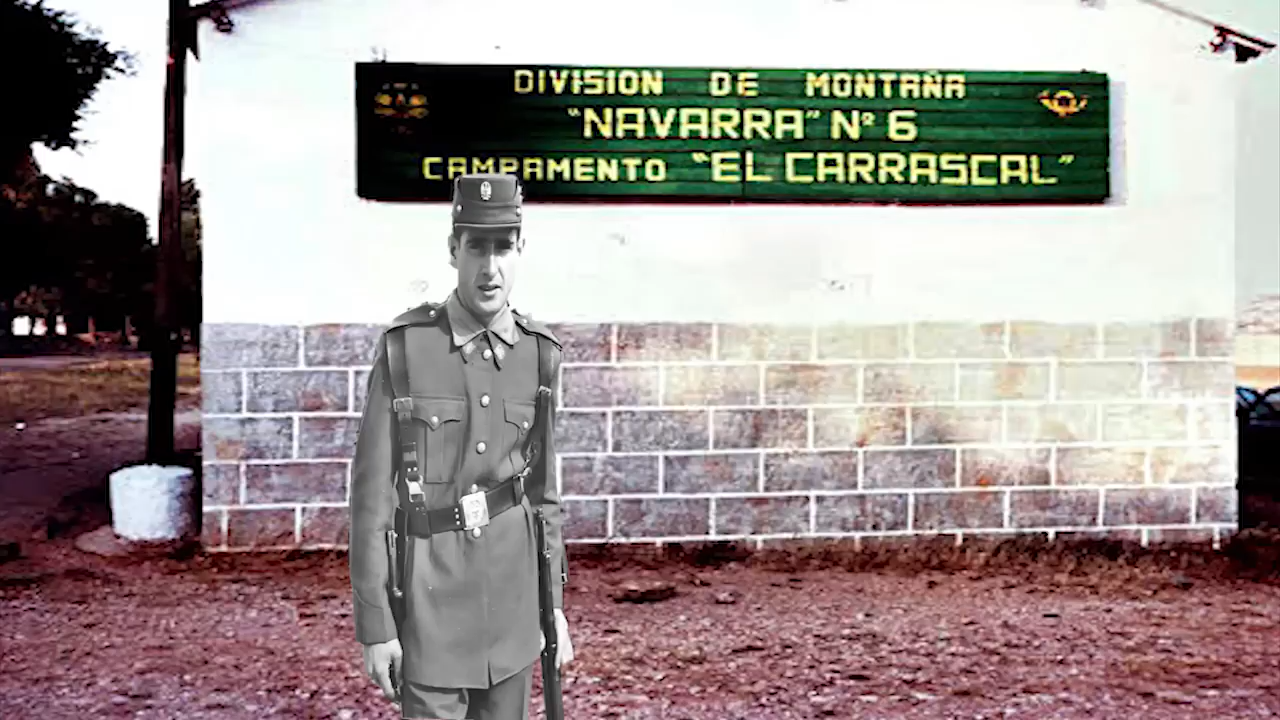 DIVISION DE MONTAÑA
"NAVARRA" Nº 6
CAMPAMENTO "EL CARRASCAL"